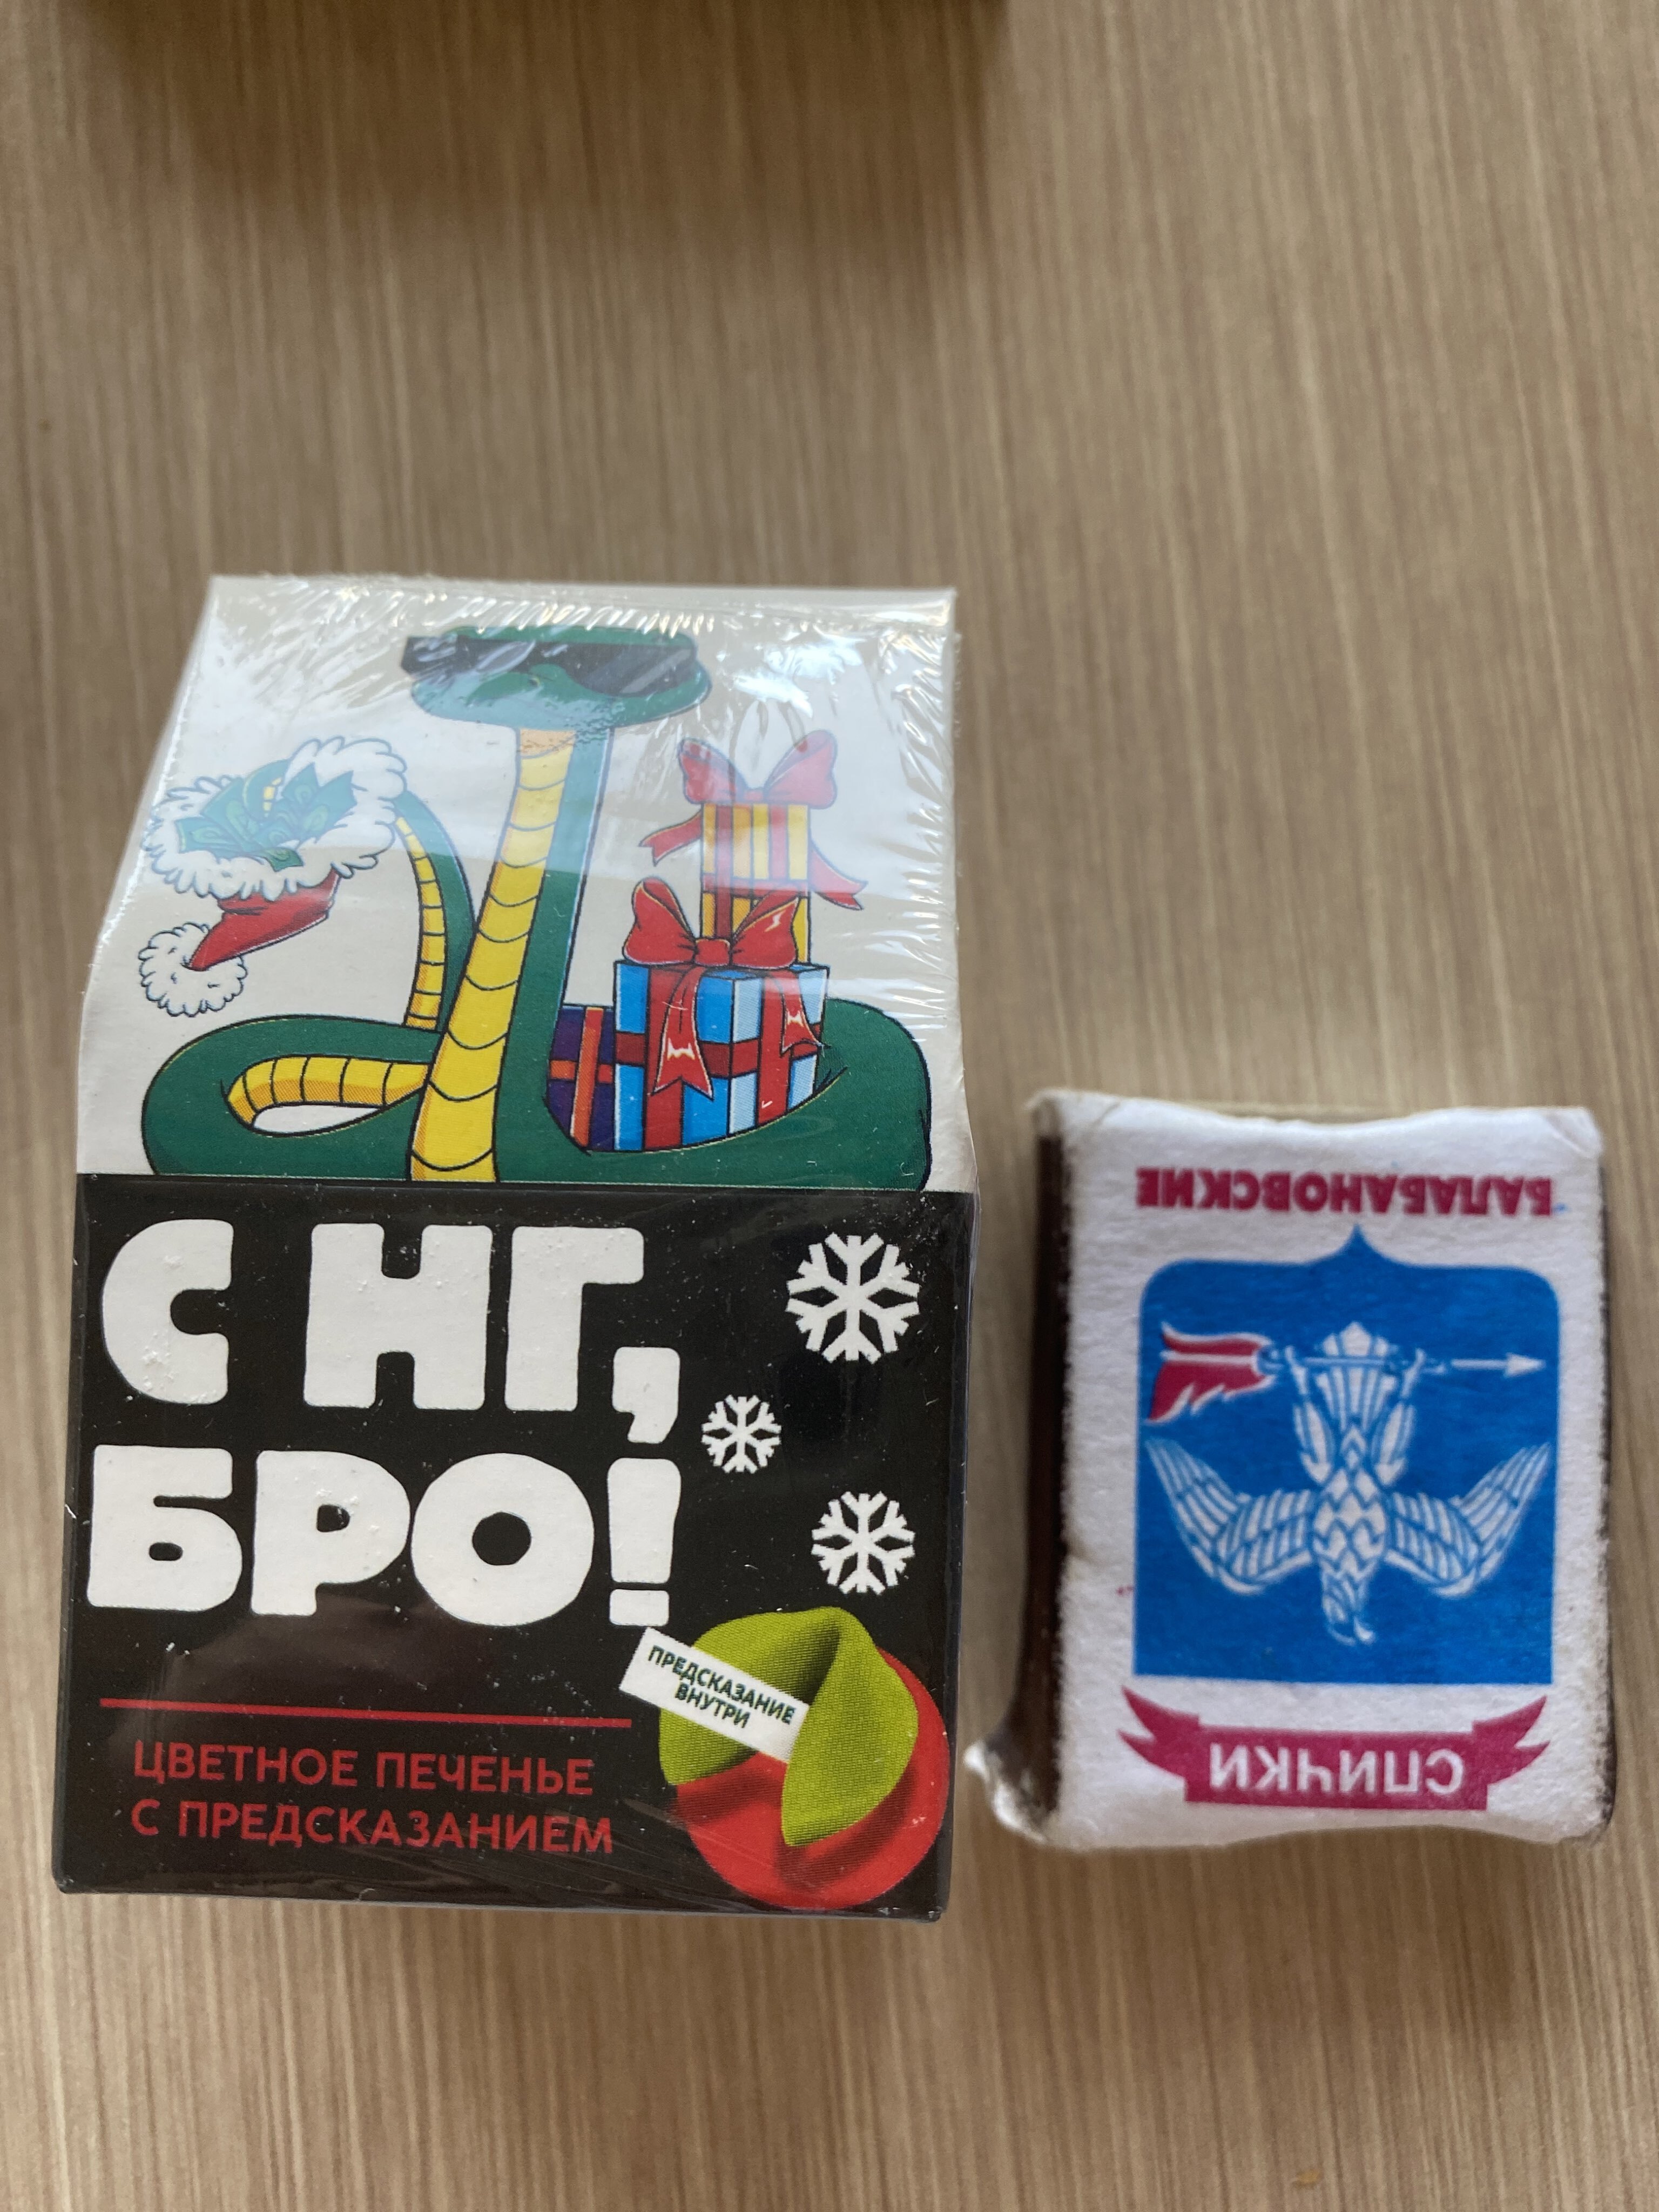 С НГ,
БРО!
ПРЕДСКАЗАНИЕ
ВНУТРИ
ЦВЕТНОЕ ПЕЧЕНЬЕ
С ПРЕДСКАЗАНИЕМ
СПИЧКИ
БАЛАБАНОВСКИЕ